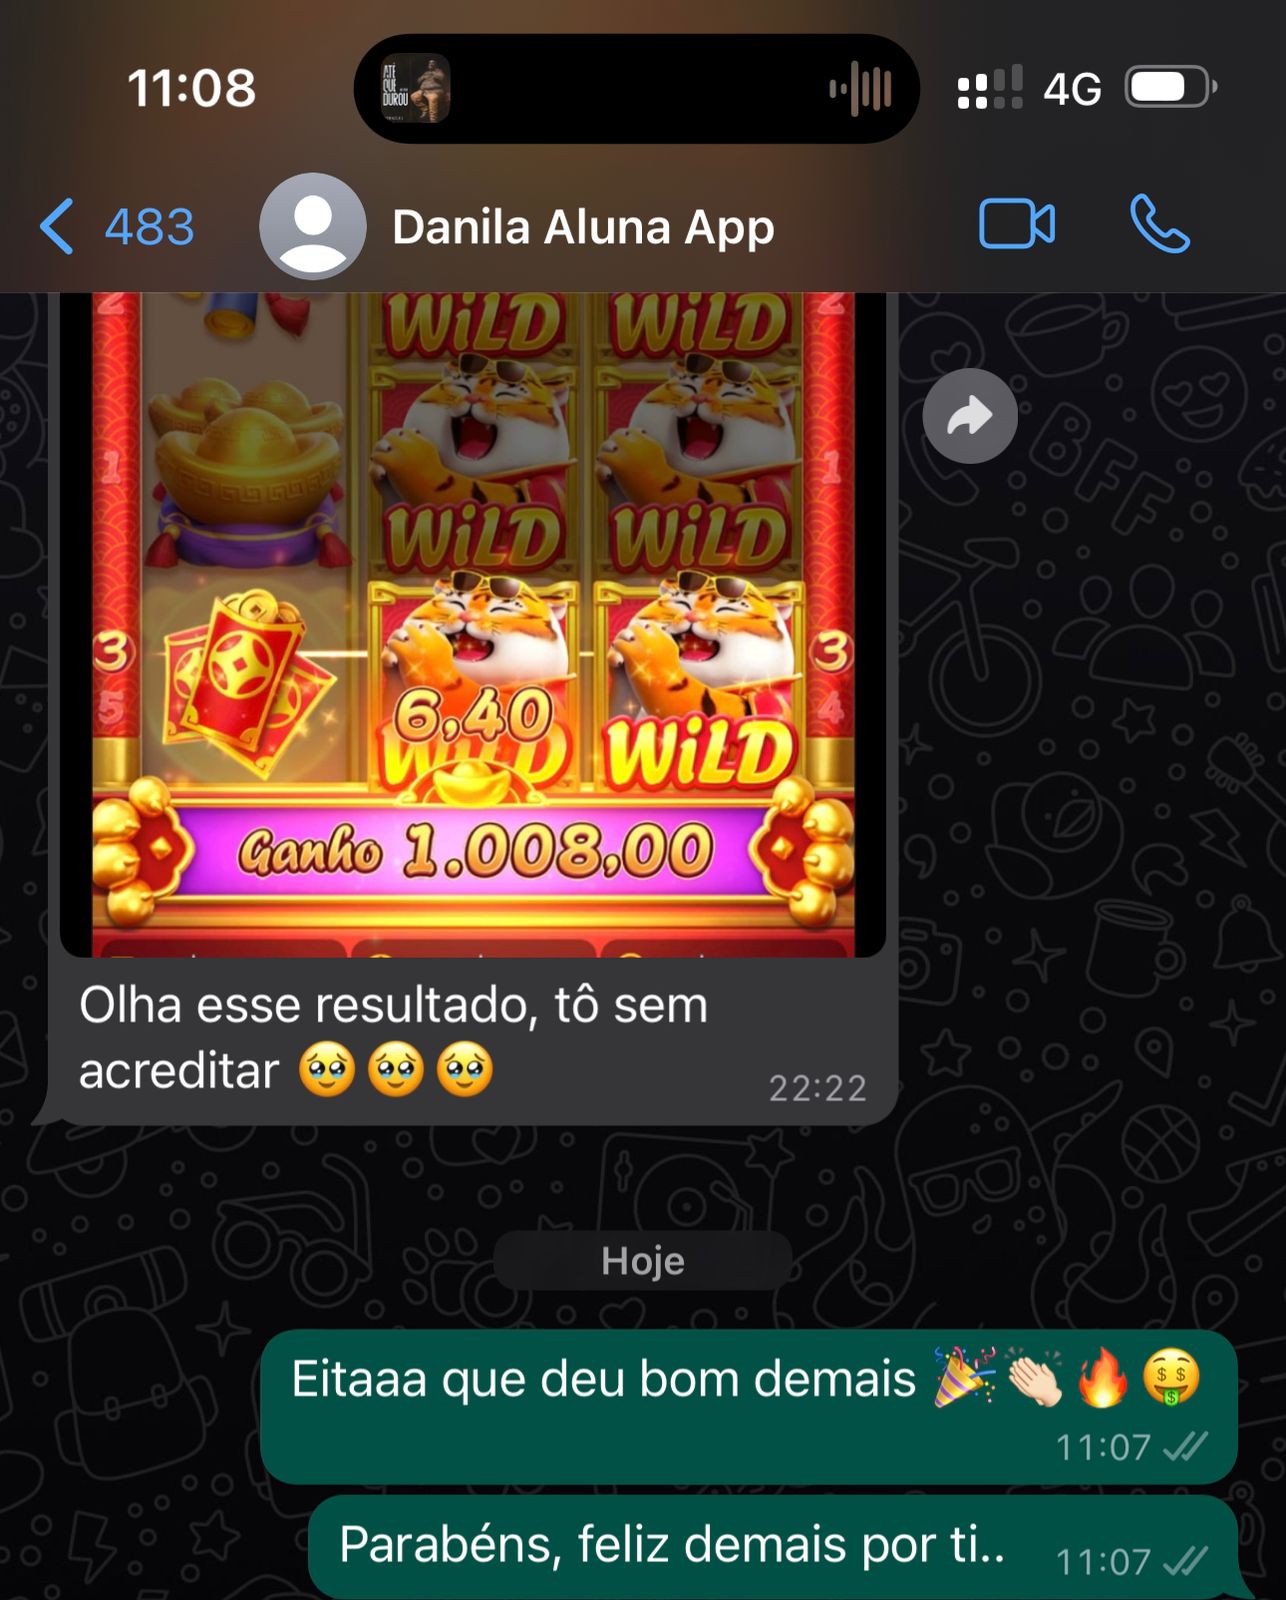 11:08
ATÉ
QUE
DUROU
4G
483
Danila Aluna App
2
WiLD
WiLD
2
1
1
WiLD
WiLD
3
3
5
6,40
4
WiLD
WiLD
Ganho 1.008,00
Olha esse resultado, tô sem
acreditar 🥹🥹🥹
22:22
Hoje
Eitaaa que deu bom demais 🎉👏🏻🔥🤑
11:07
Parabéns, feliz demais por ti..
11:07